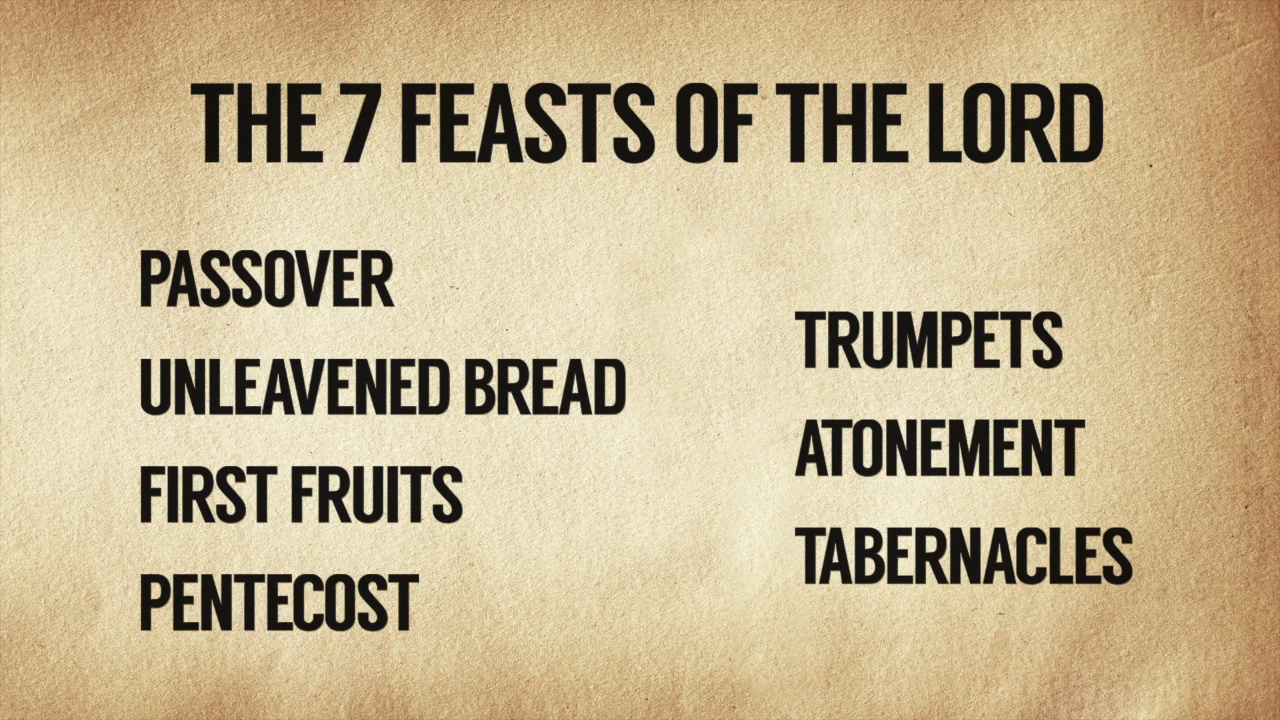 THE 7 FEASTS OF THE LORD
PASSOVER
UNLEAVENED BREAD
FIRST FRUITS
PENTECOST
TRUMPETS
ATONEMENT
TABERNACLES